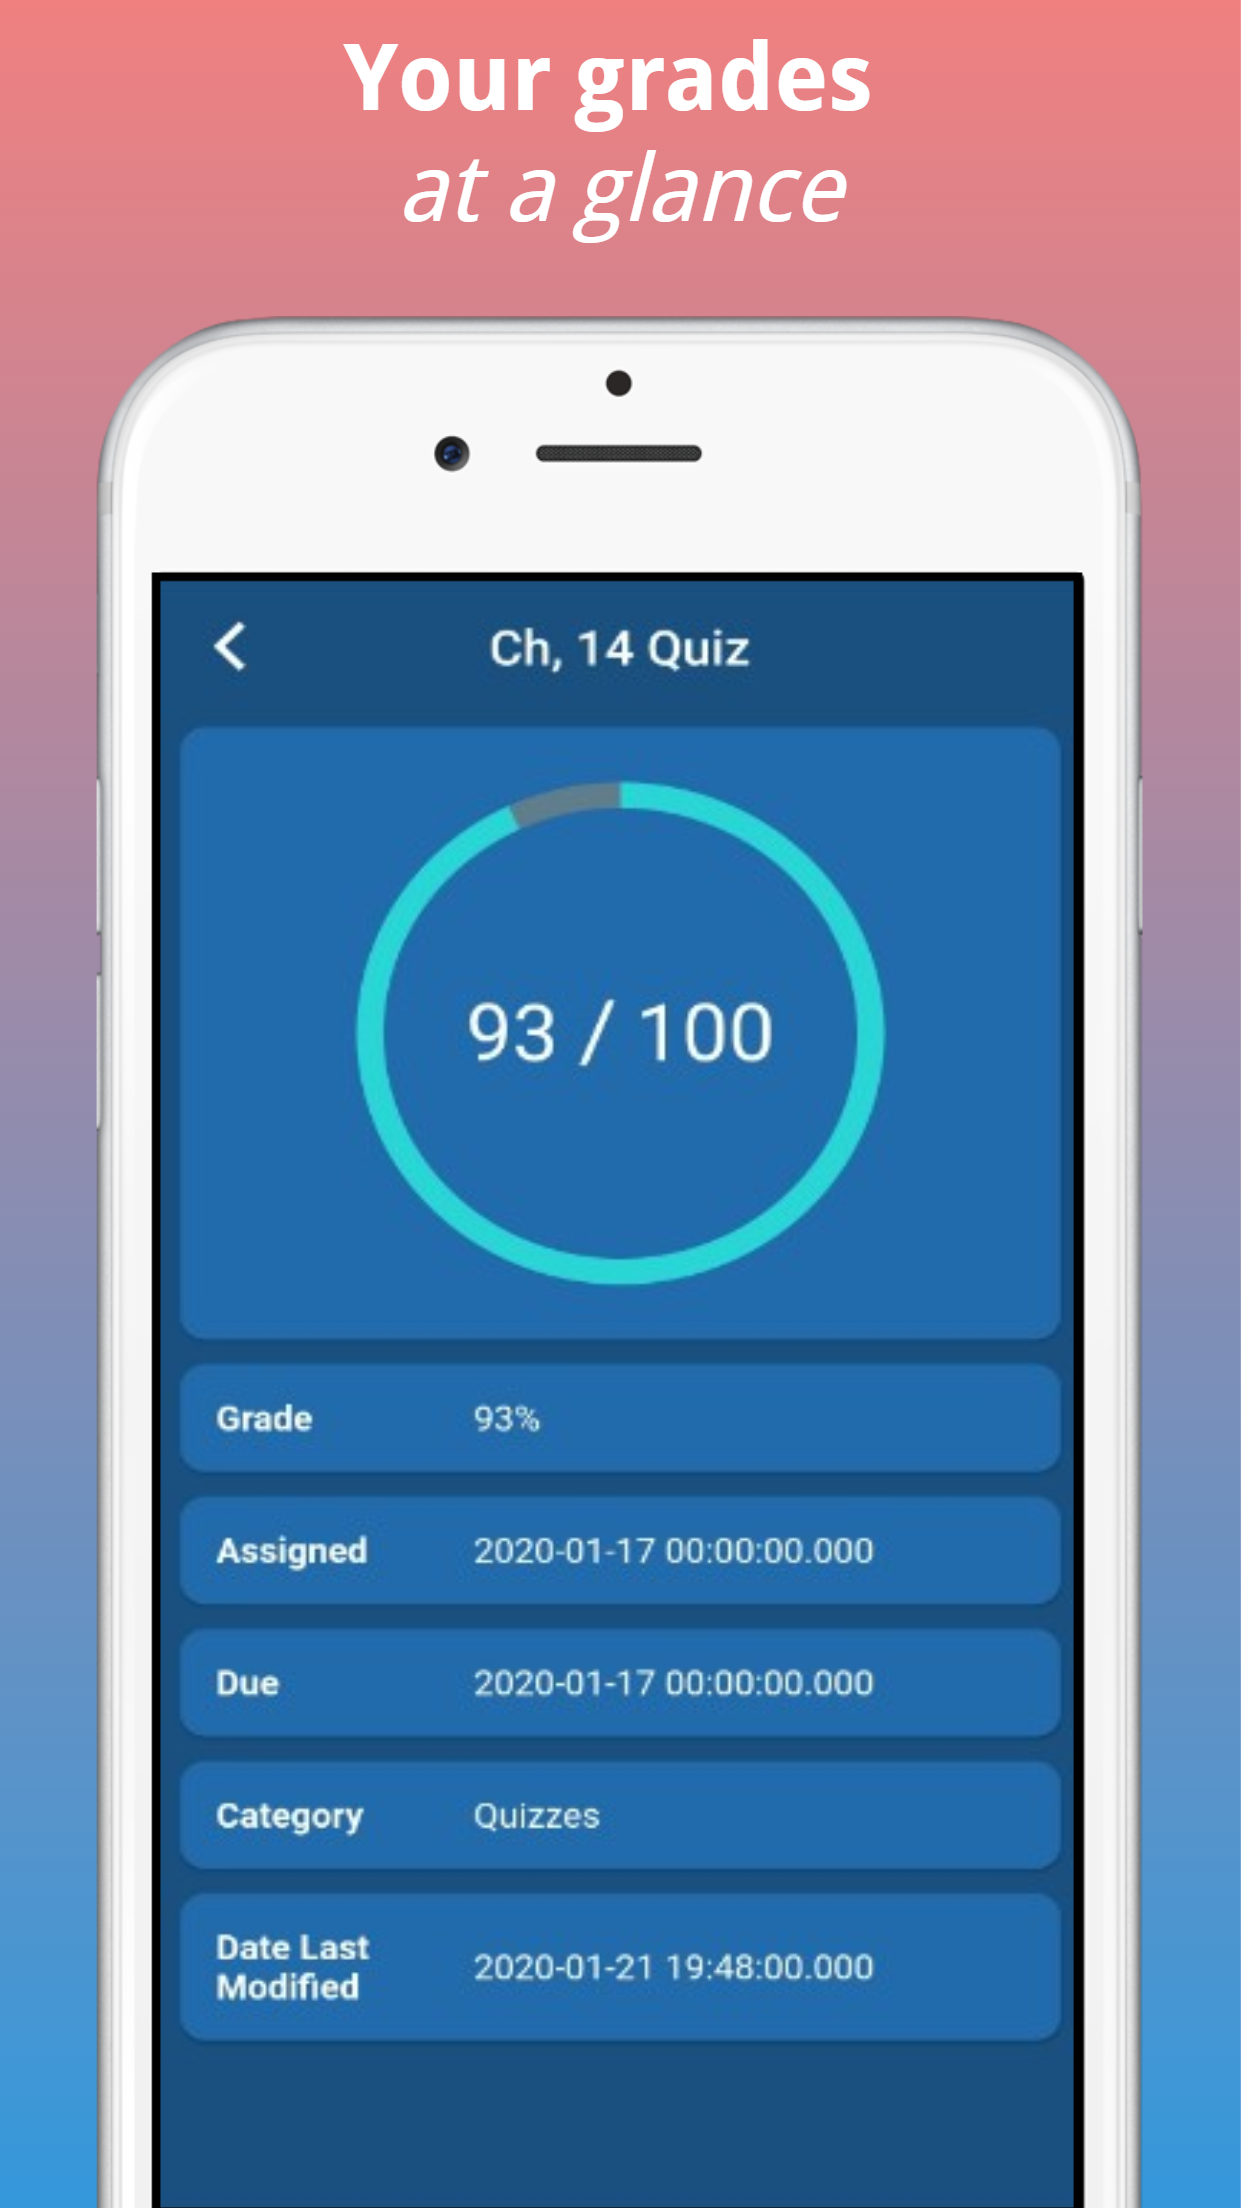 Your grades
at a glance
Ch, 14 Quiz
93 / 100
Grade 93%
Assigned 2020-01-17 00:00:00.000
Due 2020-01-17 00:00:00.000
Category Quizzes
Date Last
Modified 2020-01-21 19:48:00.000